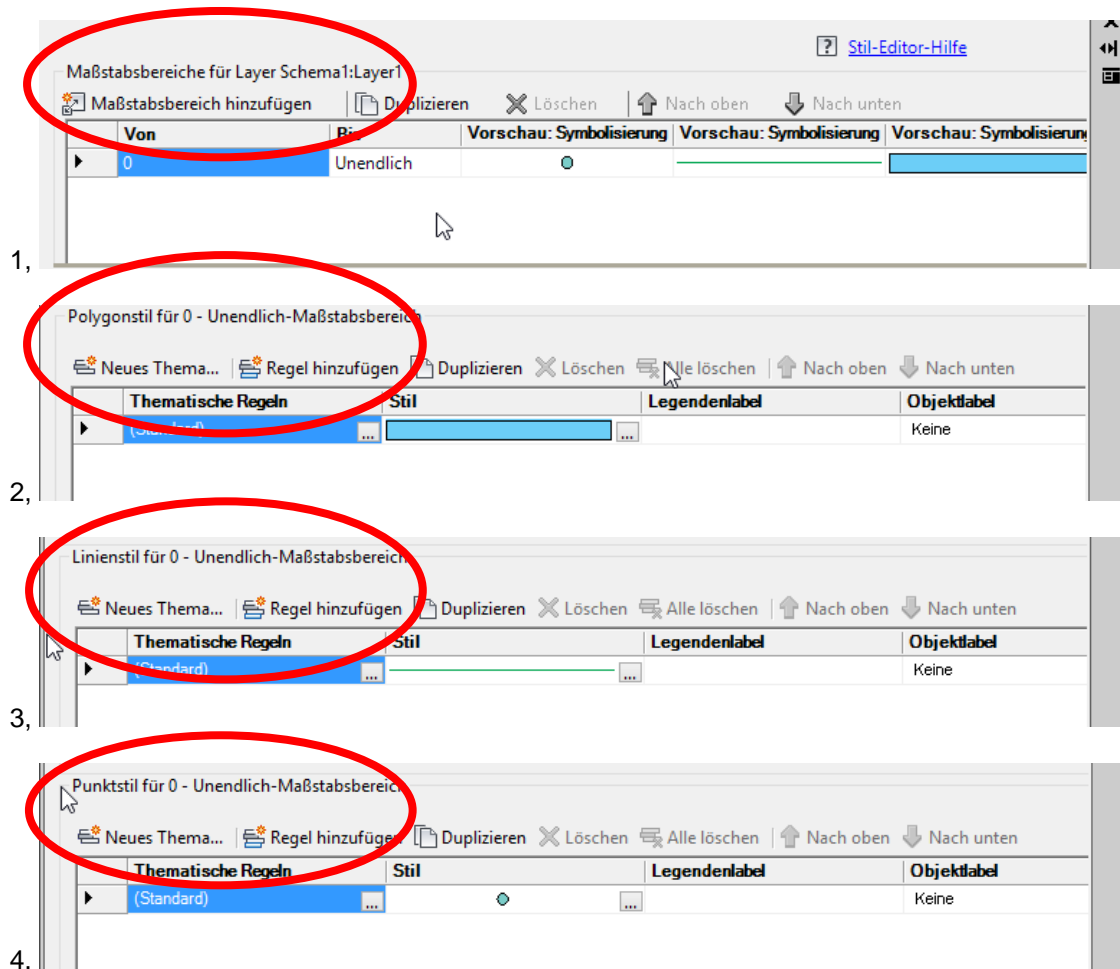 ? Stil-Editor-Hilfe
Maßstabsbereiche für Layer Schema1:Layer1
Maßstabsbereich hinzufügen Duplizieren Löschen Nach oben Nach unten
Von Vorschau: Symbolisierung Vorschau: Symbolisierung Vorschau: Symbolisierung
0 Unendlich
1,
Polygonstil für 0 - Unendlich-Maßstabsbereich
Neues Thema... Regel hinzufügen Duplizieren Löschen Alle löschen Nach oben Nach unten
Thematische Regeln Stil Legendenlabel Objektlabel
(Standard) ... ... Keine
2,
Linienstil für 0 - Unendlich-Maßstabsbereich
Neues Thema... Regel hinzufügen Duplizieren Löschen Alle löschen Nach oben Nach unten
Thematische Regeln Stil Legendenlabel Objektlabel
(Standard) ... ... Keine
3,
Punktstil für 0 - Unendlich-Maßstabsbereich
Neues Thema... Regel hinzufügen Duplizieren Löschen Alle löschen Nach oben Nach unten
Thematische Regeln Stil Legendenlabel Objektlabel
(Standard) ... ... Keine
4.